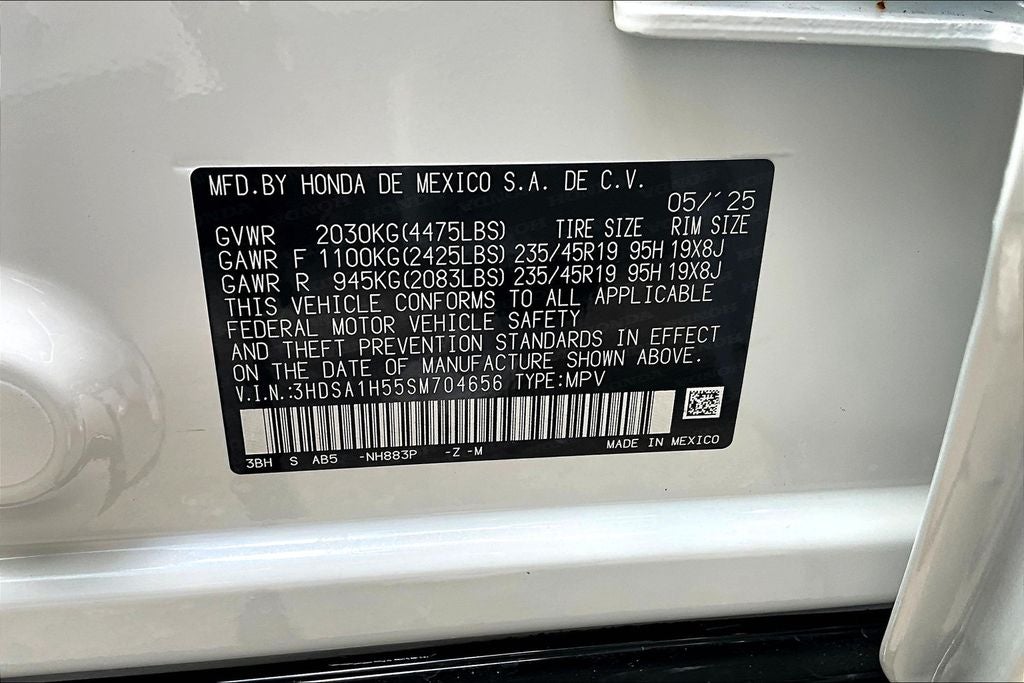 MFD.BY HONDA DE MEXICO S.A. DE C.V.
05/´25
GVWR 2030KG(4475LBS) TIRE SIZE RIM SIZE
GAWR F 1100KG(2425LBS) 235/45R19 95H 19X8J
GAWR R 945KG(2083LBS) 235/45R19 95H 19X8J
THIS VEHICLE CONFORMS TO ALL APPLICABLE
FEDERAL MOTOR VEHICLE SAFETY
AND THEFT PREVENTION STANDARDS IN EFFECT
ON THE DATE OF MANUFACTURE SHOWN ABOVE.
V.I.N.:3HDSA1H55SM704656 TYPE:MPV
MADE IN MEXICO
3BH S AB5 -NH883P -Z -M